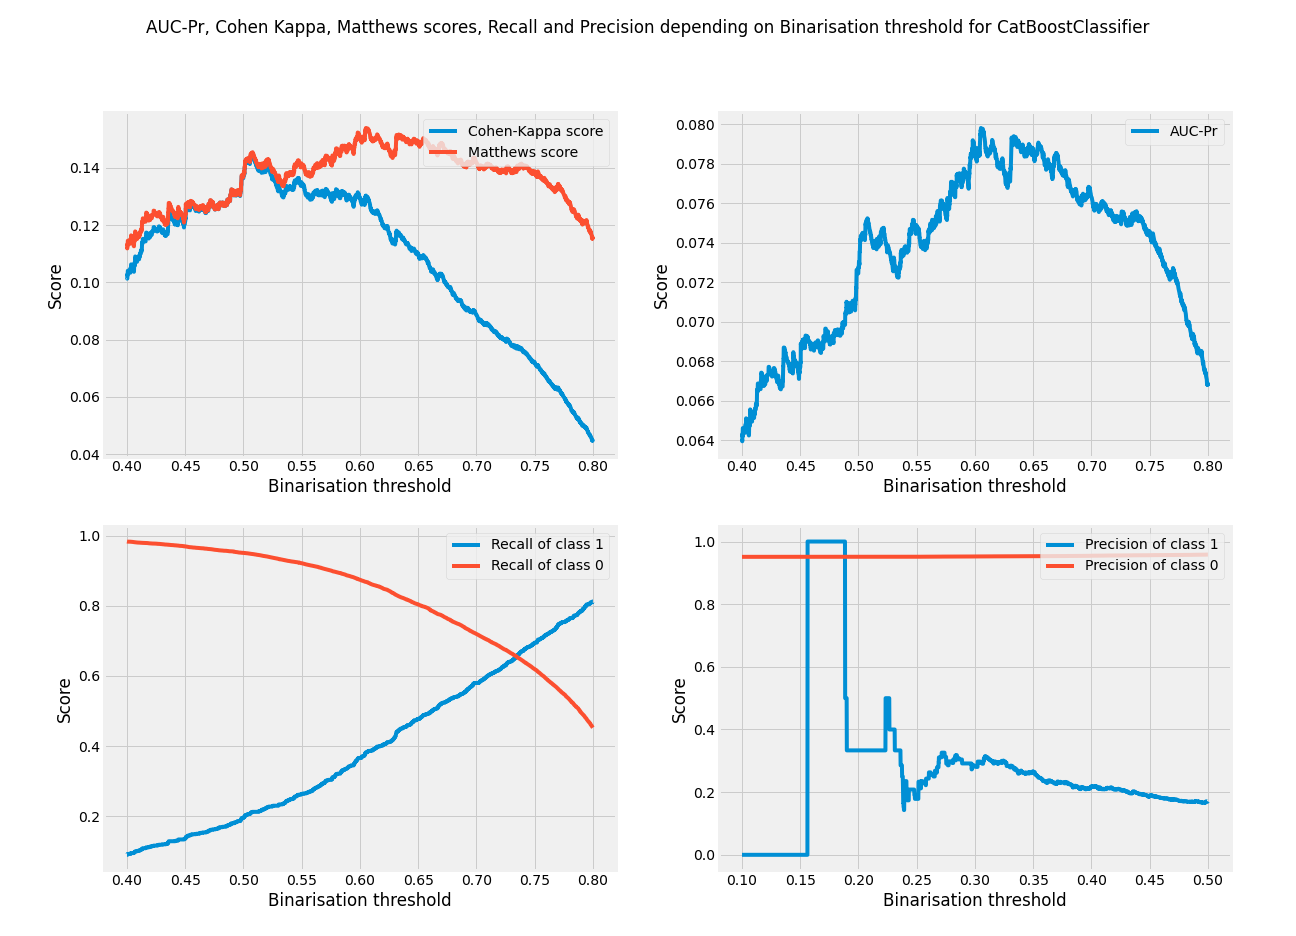 AUC-Pr, Cohen Kappa, Matthews scores, Recall and Precision depending on Binarisation threshold for CatBoostClassifier
Cohen-Kappa score
Matthews score
0.14
0.12
0.10
0.08
0.06
0.04
Score
0.40 0.45 0.50 0.55 0.60 0.65 0.70 0.75 0.80
Binarisation threshold
AUC-Pr
0.080
0.078
0.076
0.074
0.072
0.070
0.068
0.066
0.064
Score
0.40 0.45 0.50 0.55 0.60 0.65 0.70 0.75 0.80
Binarisation threshold
Recall of class 1
Recall of class 0
1.0
0.8
0.6
0.4
0.2
Score
0.40 0.45 0.50 0.55 0.60 0.65 0.70 0.75 0.80
Binarisation threshold
Precision of class 1
Precision of class 0
1.0
0.8
0.6
0.4
0.2
0.0
Score
0.10 0.15 0.20 0.25 0.30 0.35 0.40 0.45 0.50
Binarisation threshold